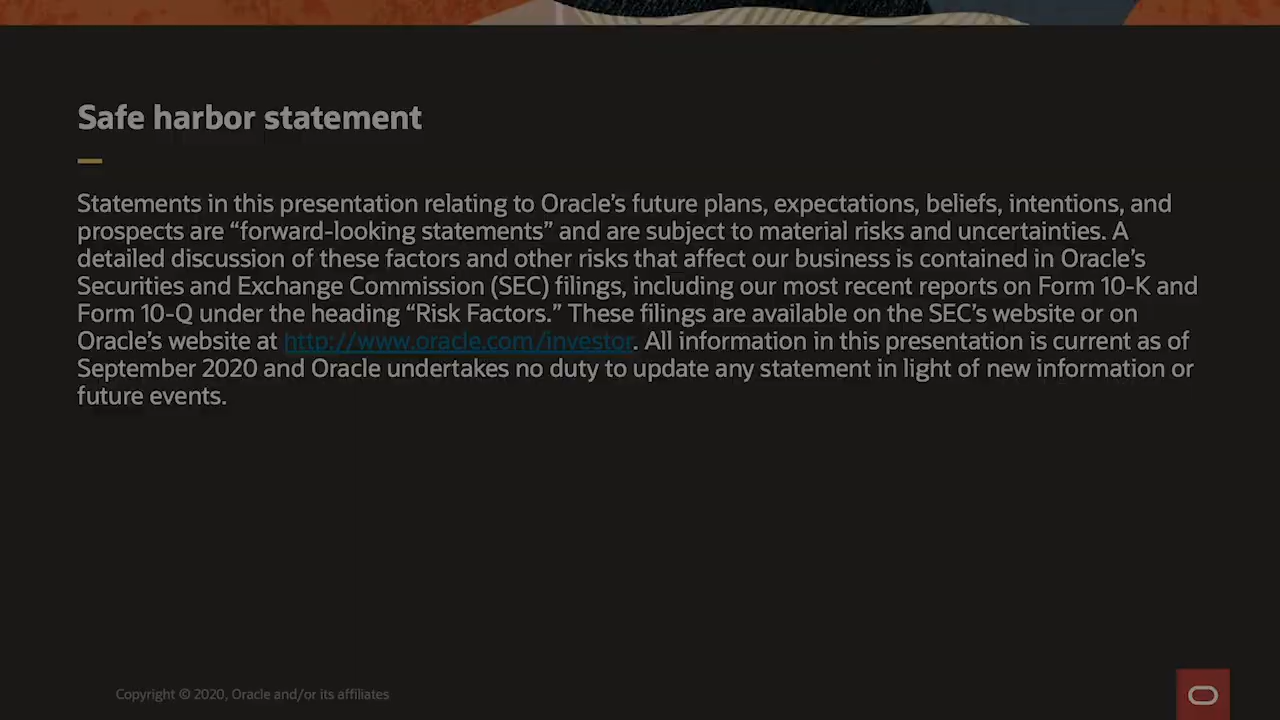 Safe harbor statement
Statements in this presentation relating to Oracle’s future plans, expectations, beliefs, intentions, and
prospects are “forward-looking statements” and are subject to material risks and uncertainties. A
detailed discussion of these factors and other risks that affect our business is contained in Oracle’s
Securities and Exchange Commission (SEC) filings, including our most recent reports on Form 10-K and
Form 10-Q under the heading “Risk Factors.” These filings are available on the SEC’s website or on
Oracle’s website at http://www.oracle.com/investor. All information in this presentation is current as of
September 2020 and Oracle undertakes no duty to update any statement in light of new information or
future events.
Copyright © 2020, Oracle and/or its affiliates